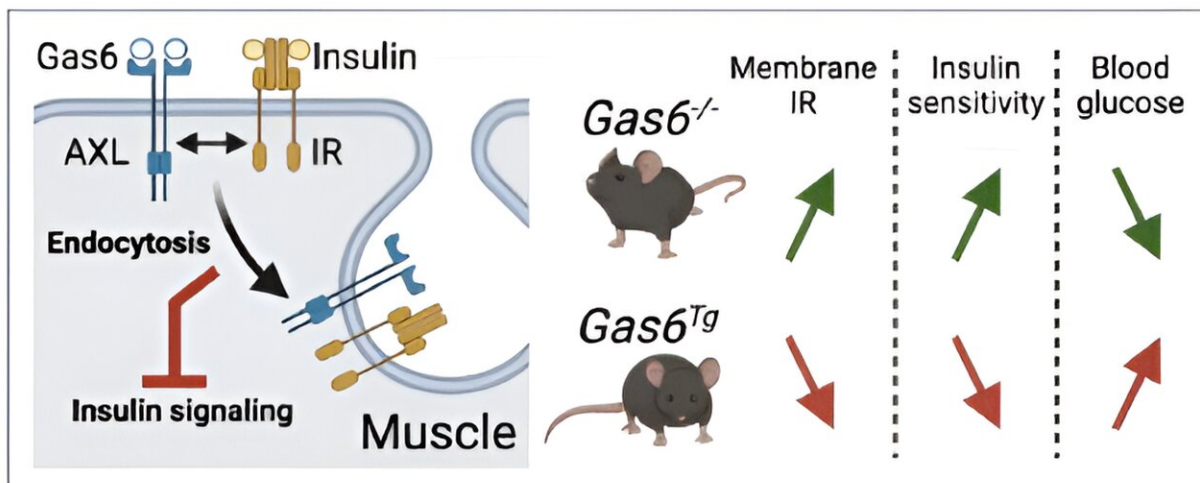 Gas6
Insulin
AXL
IR
Endocytosis
Insulin signaling
Muscle
Membrane
IR
Insulin
sensitivity
Blood
glucose
Gas6-/-
Gas6Tg